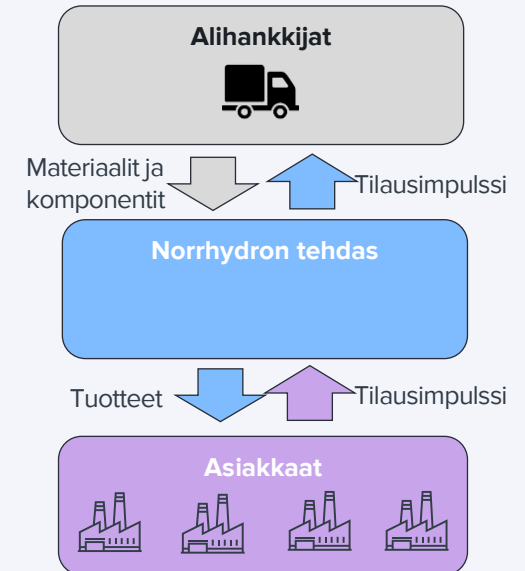 Alihankkijat
Materiaalit ja
komponentit
Tilausimpulssi
Norrhydron tehdas
Tuotteet
Tilausimpulssi
Asiakkaat